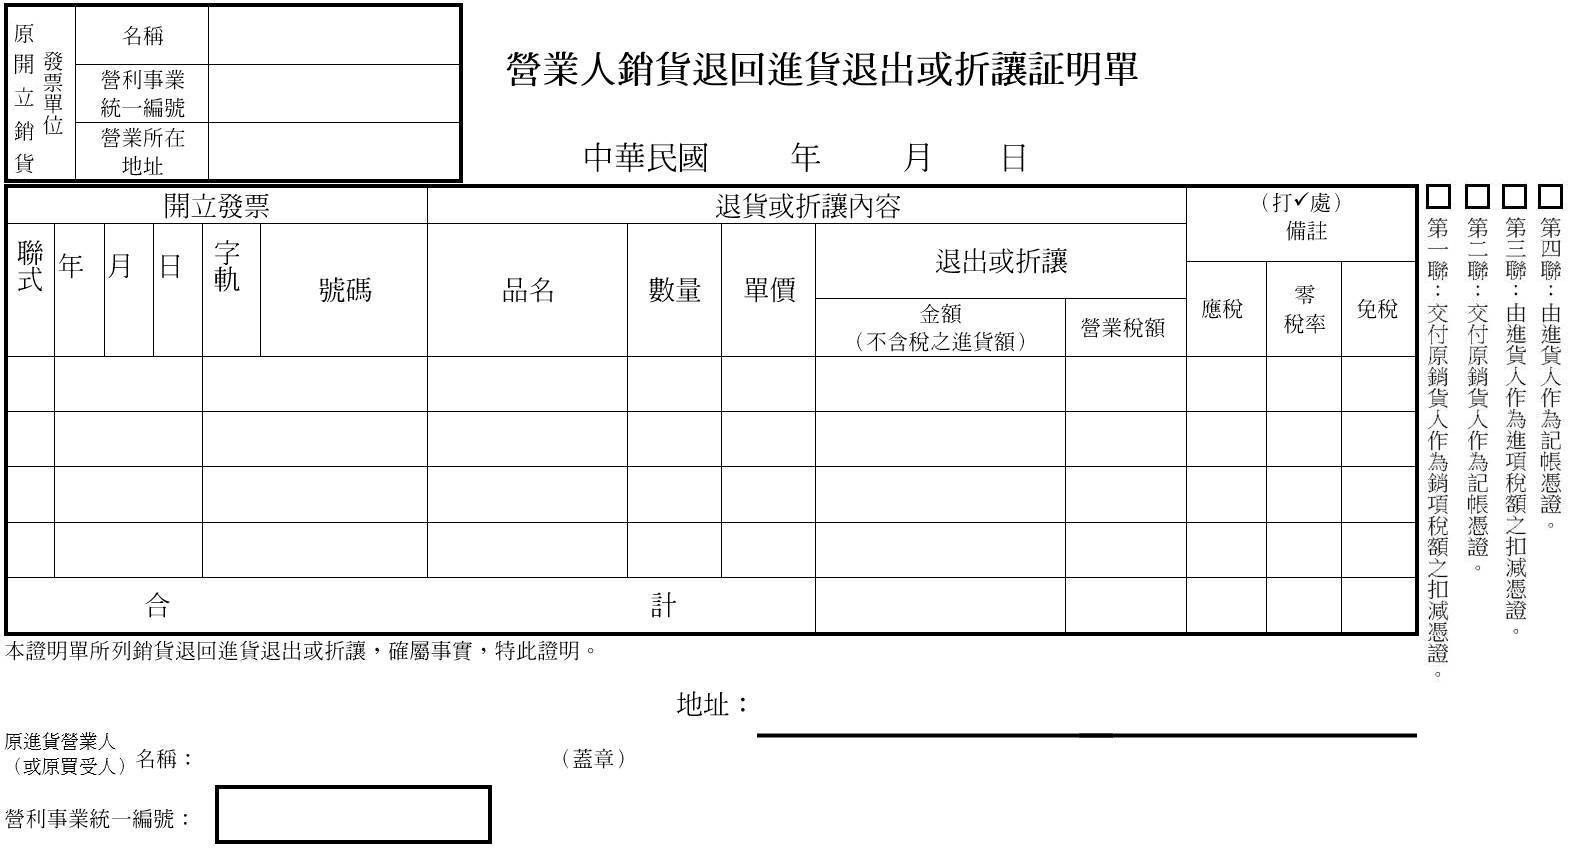 原開立銷貨
發票單位
名稱
營利事業
統一編號
營業所在
地址
營業人銷貨退回進貨退出或折讓証明單
中華民國 年 月 日
開立發票
退貨或折讓內容
（打✓處）
備註
聯式
年
月
日
字軌
號碼
品名
數量
單價
退出或折讓
金額
（不含稅之進貨額）
營業稅額
應稅
零
稅率
免稅
合 計
第一聯：交付原銷貨人作為銷項稅額之扣減憑證。
第二聯：交付原銷貨人作為記帳憑證。
第三聯：由進貨人作為進項稅額之扣減憑證。
第四聯：由進貨人作為記帳憑證。
本證明單所列銷貨退回進貨退出或折讓，確屬事實，特此證明。
地址：
原進貨營業人
（或原買受人）名稱： （蓋章）
營利事業統一編號：